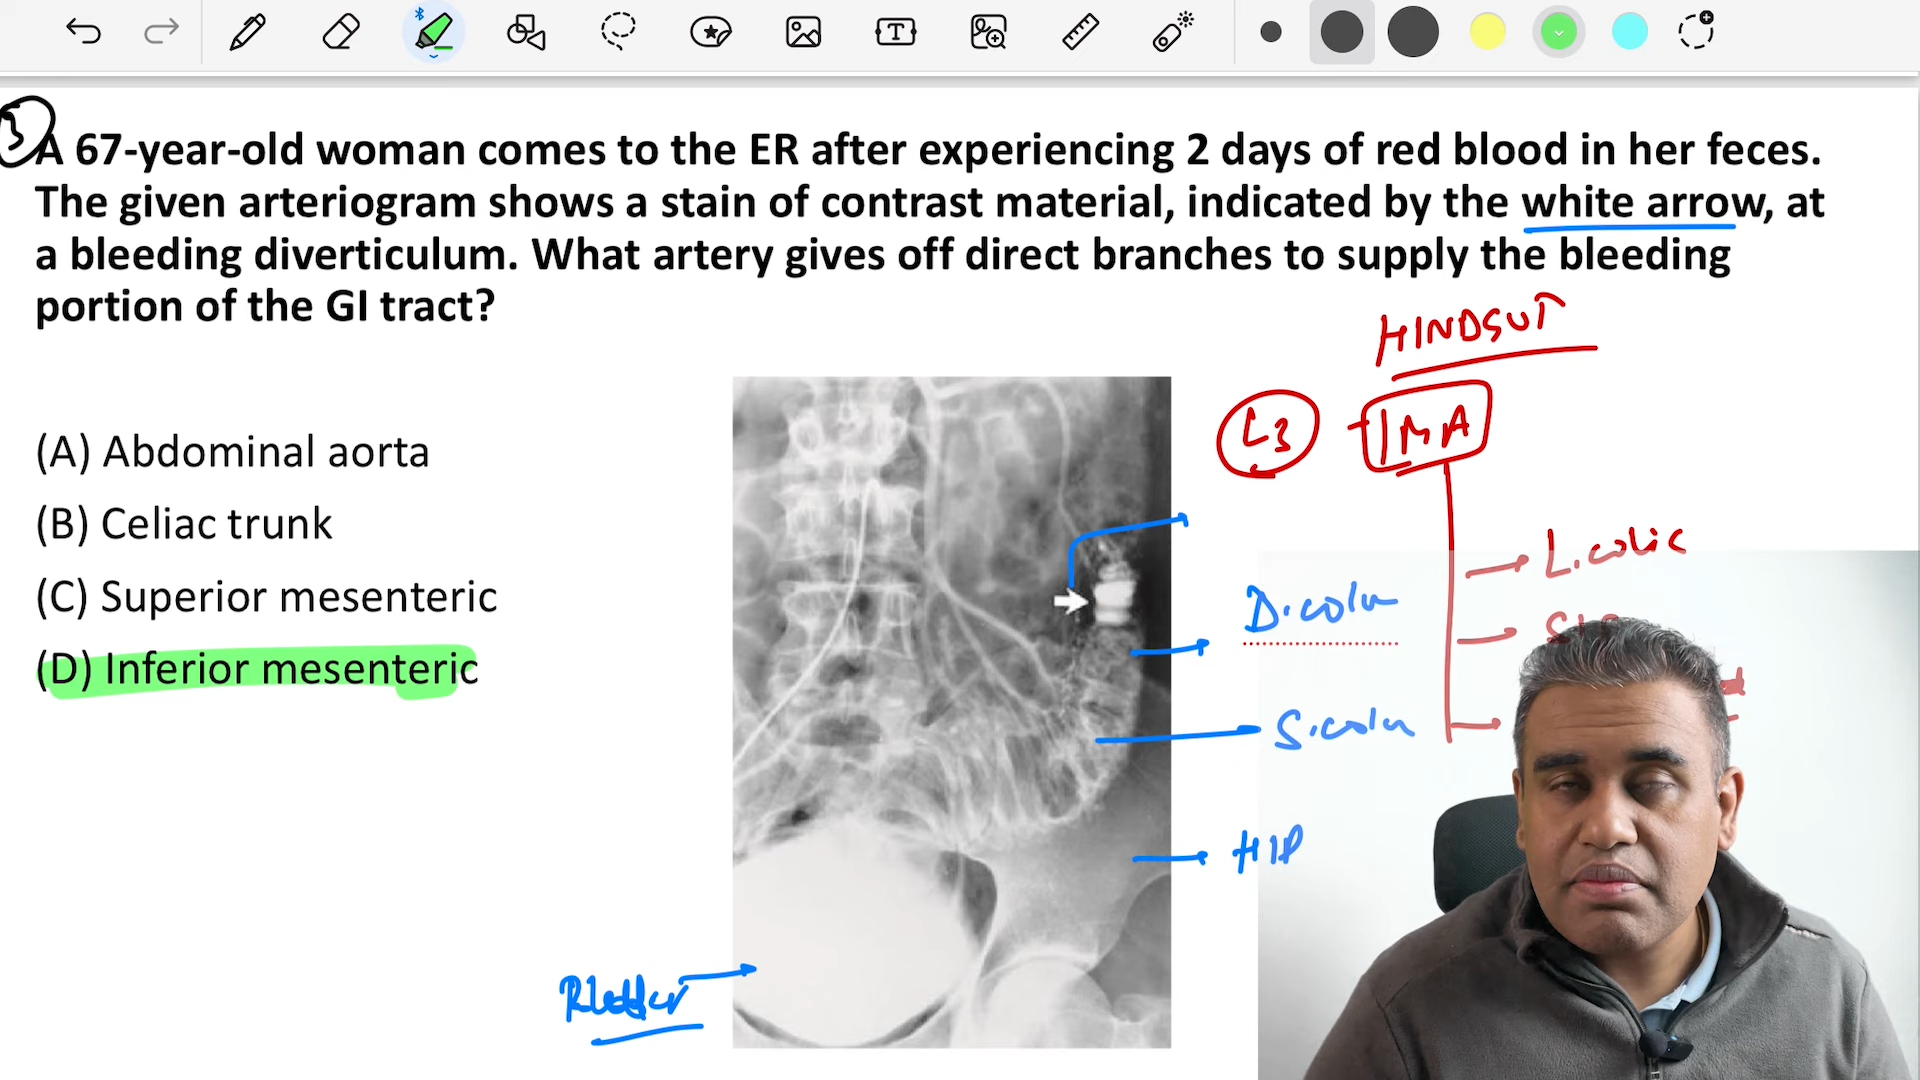 3
A 67-year-old woman comes to the ER after experiencing 2 days of red blood in her feces.
The given arteriogram shows a stain of contrast material, indicated by the white arrow, at
a bleeding diverticulum. What artery gives off direct branches to supply the bleeding
portion of the GI tract?
HINDGUT
L3
IMA
(A) Abdominal aorta
(B) Celiac trunk
(C) Superior mesenteric
(D) Inferior mesenteric
L.colic
D.colon
S.colon
HIP
Bladder